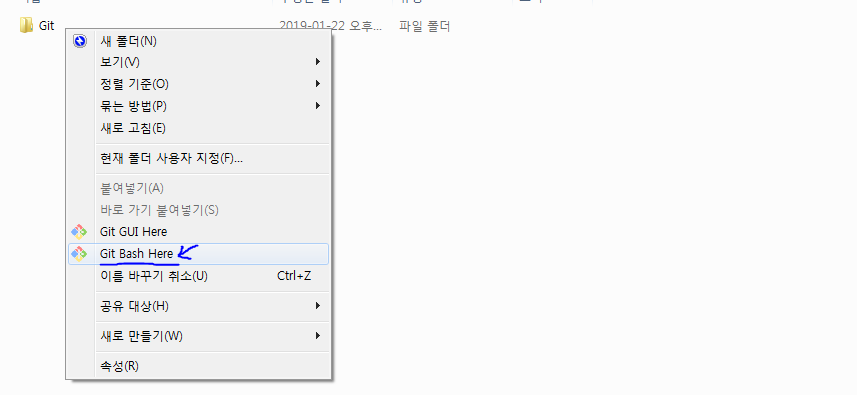 Git 2019-01-22 오후... 파일 폴더
새 폴더(N)
보기(V)
정렬 기준(O)
묶는 방법(P)
새로 고침(E)
현재 폴더 사용자 지정(F)...
붙여넣기(A)
바로 가기 붙여넣기(S)
Git GUI Here
Git Bash Here
이름 바꾸기 취소(U) Ctrl+Z
공유 대상(H)
새로 만들기(W)
속성(R)